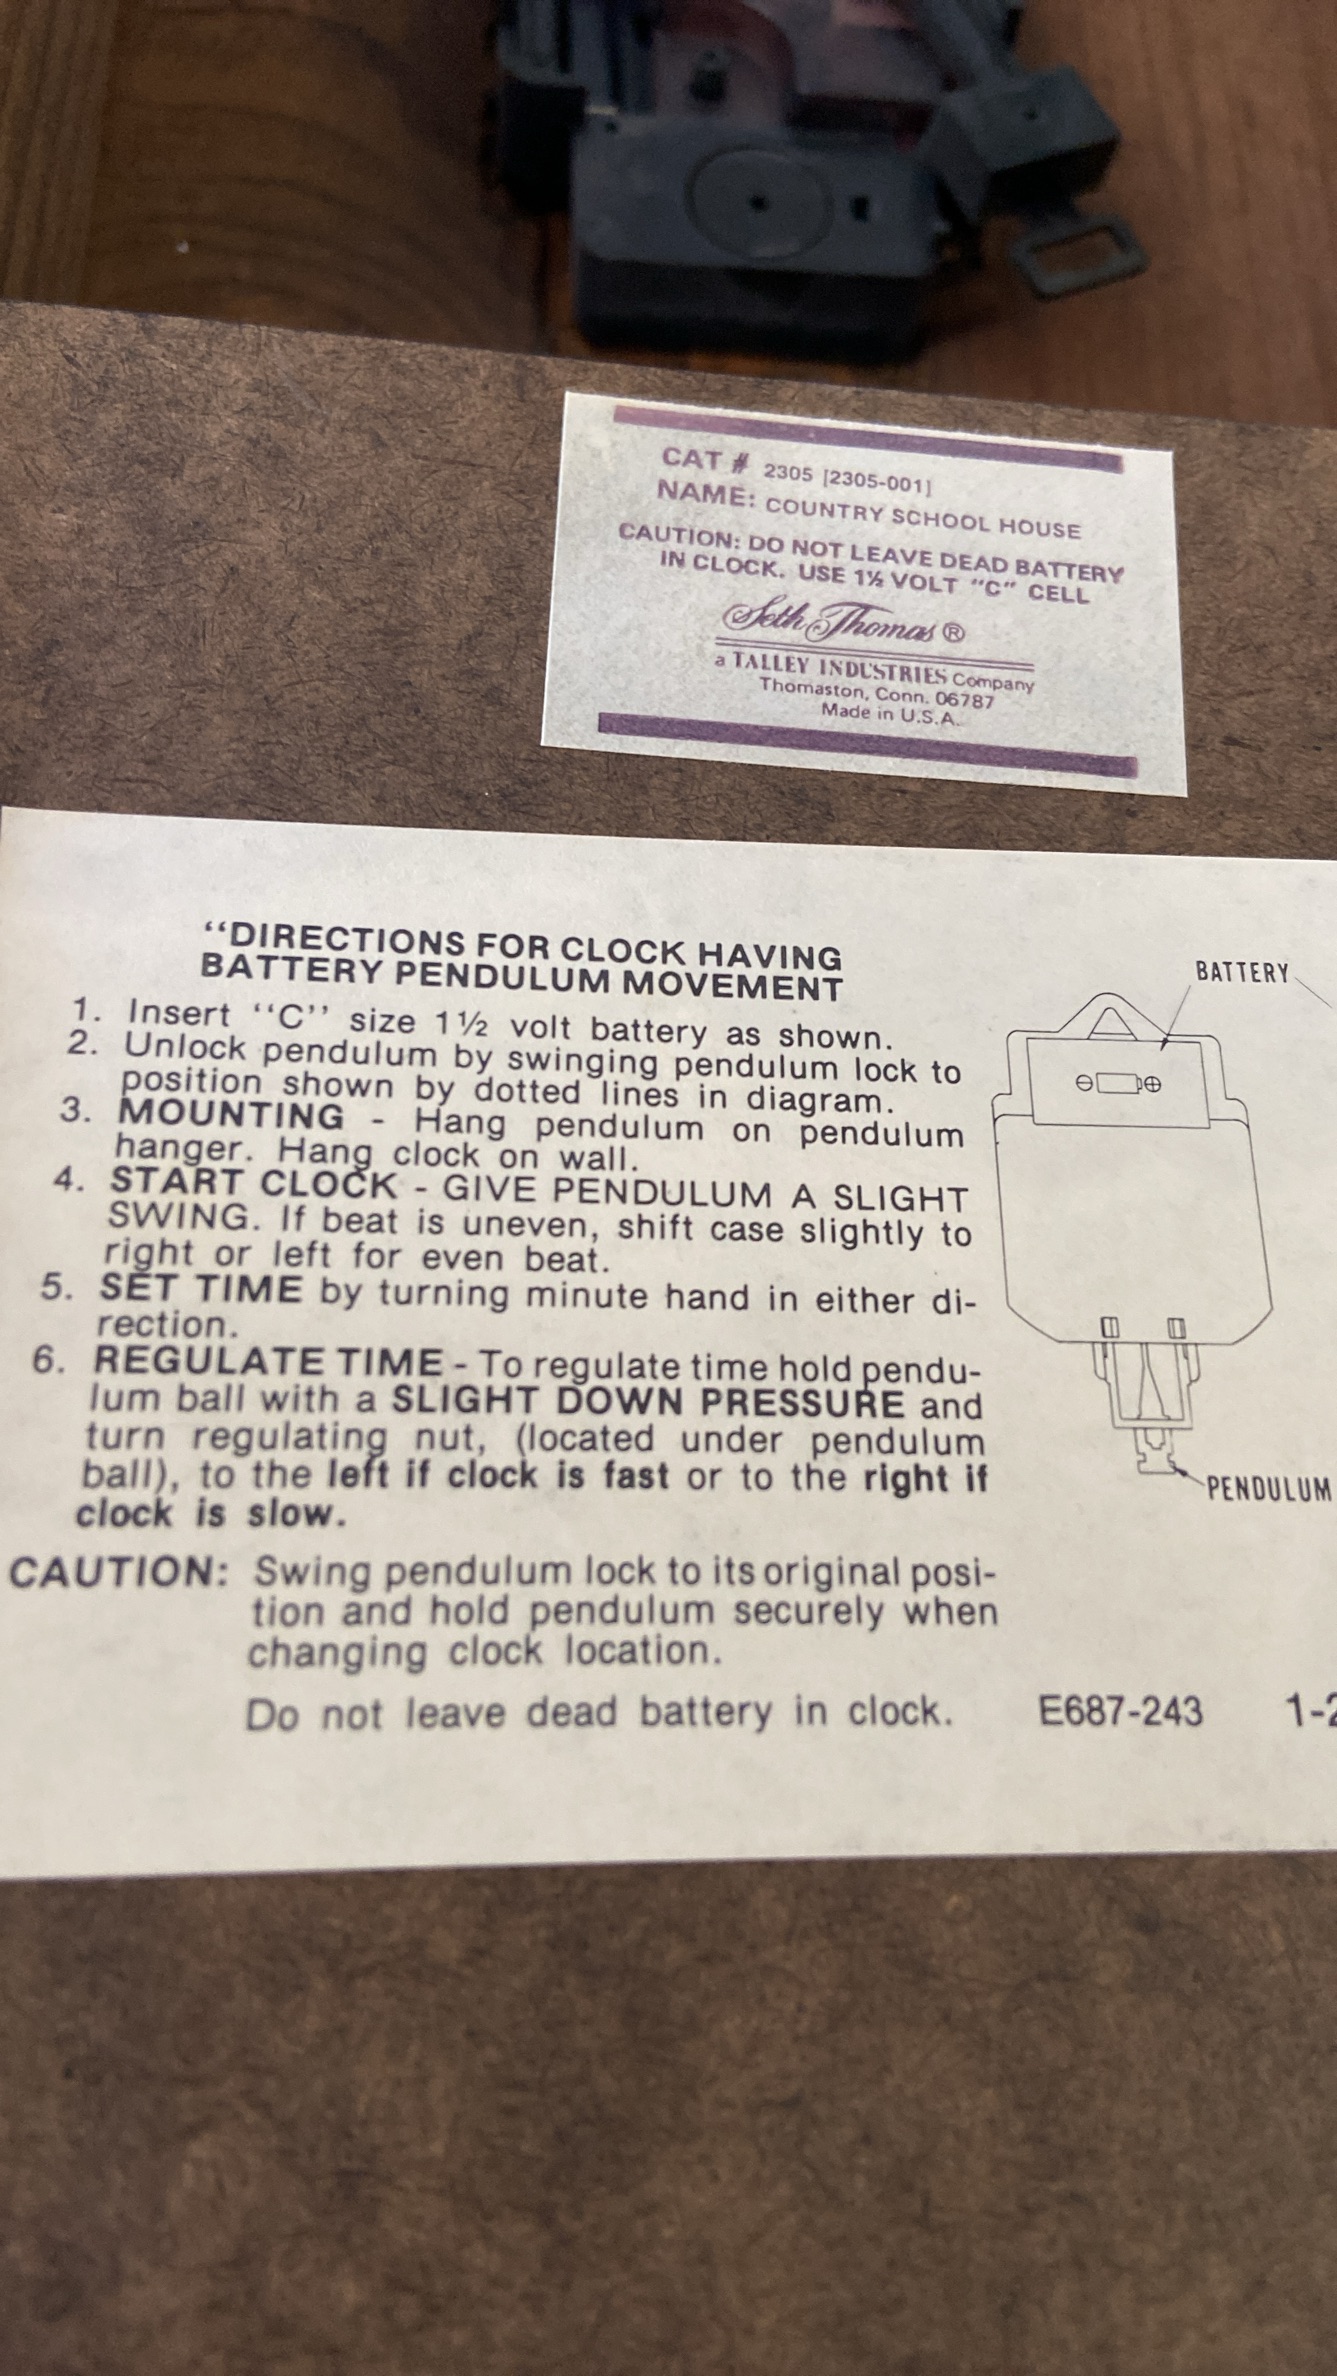 CAT # 2305 [2305-001]
NAME: COUNTRY SCHOOL HOUSE
CAUTION: DO NOT LEAVE DEAD BATTERY
IN CLOCK. USE 1½ VOLT "C" CELL
Seth Thomas ®
a TALLEY INDUSTRIES Company
Thomaston, Conn. 06787
Made in U.S.A.
“DIRECTIONS FOR CLOCK HAVING
BATTERY PENDULUM MOVEMENT
1. Insert “C” size 1½ volt battery as shown.
2. Unlock pendulum by swinging pendulum lock to
position shown by dotted lines in diagram.
3. MOUNTING - Hang pendulum on pendulum
hanger. Hang clock on wall.
4. START CLOCK - GIVE PENDULUM A SLIGHT
SWING. If beat is uneven, shift case slightly to
right or left for even beat.
5. SET TIME by turning minute hand in either di-
rection.
6. REGULATE TIME - To regulate time hold pendu-
lum ball with a SLIGHT DOWN PRESSURE and
turn regulating nut, (located under pendulum
ball), to the left if clock is fast or to the right if
clock is slow.
CAUTION: Swing pendulum lock to its original posi-
tion and hold pendulum securely when
changing clock location.
Do not leave dead battery in clock.
E687-243 1-2
BATTERY
⊖ ⊕
PENDULUM